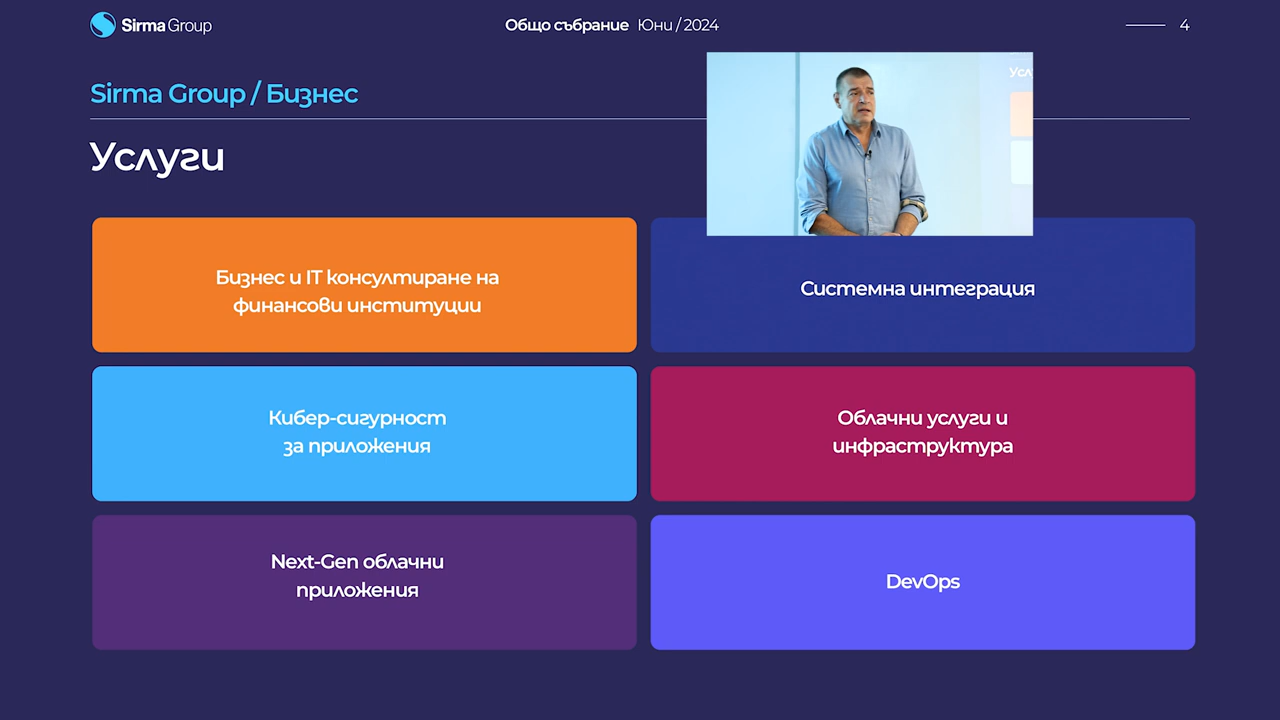 Sirma Group
Общо събрание Юни / 2024
4
Sirma Group / Бизнес
Услуги
Усл
Бизнес и IT консултиране на
финансови институции
Системна интеграция
Кибер-сигурност
за приложения
Облачни услуги и
инфраструктура
Next-Gen облачни
приложения
DevOps